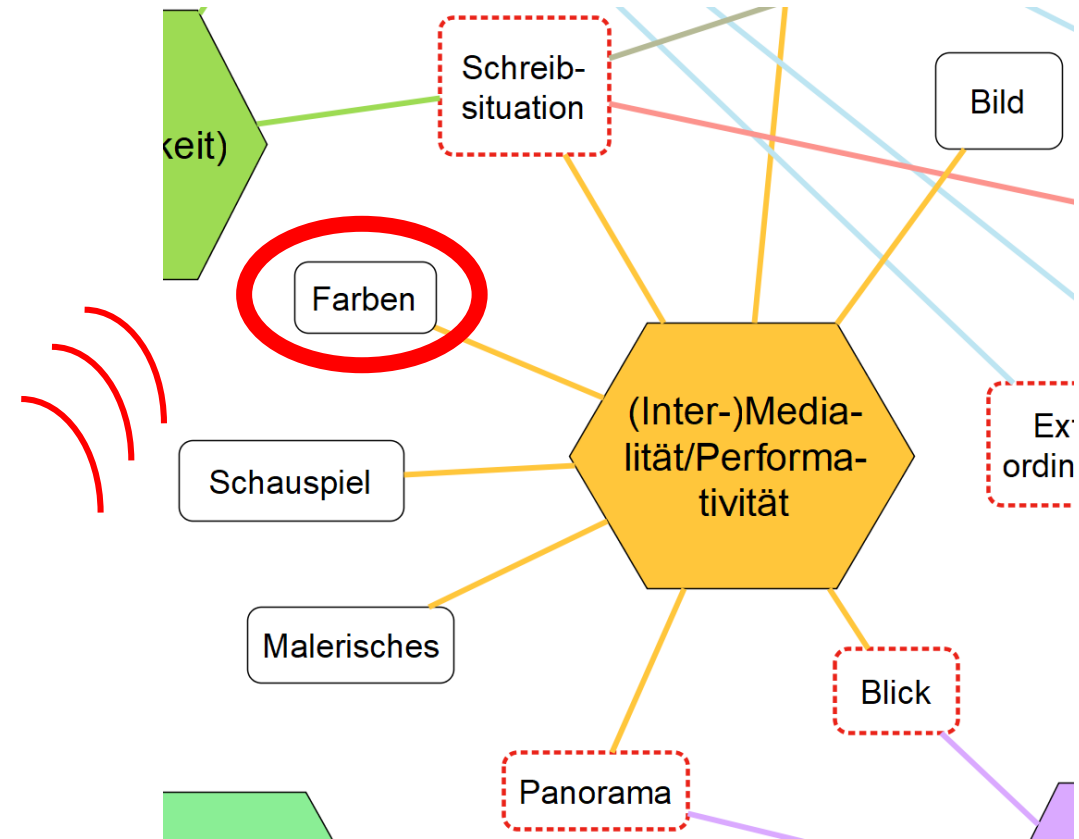 Schreib-
situation
Bild
keit)
Farben
(Inter-)Media-
lität/Performa-
tivität
Schauspiel
Malerisches
Blick
Panorama